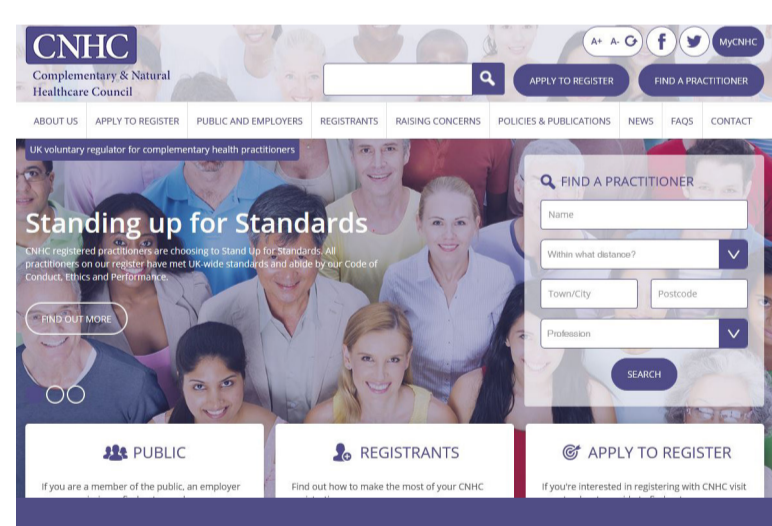 CNHC
Complementary & Natural
Healthcare Council
A+ A-
f
MyCNHC
APPLY TO REGISTER
FIND A PRACTITIONER
ABOUT US
APPLY TO REGISTER
PUBLIC AND EMPLOYERS
REGISTRANTS
RAISING CONCERNS
POLICIES & PUBLICATIONS
NEWS
FAQS
CONTACT
UK voluntary regulator for complementary health practitioners
Standing up for Standards
CNHC registered practitioners are choosing to Stand Up for Standards. All
practitioners on our register have met UK-wide standards and abide by our Code of
Conduct, Ethics and Performance.
FIND OUT MORE
FIND A PRACTITIONER
Name
Within what distance?
Town/City
Postcode
Profession
SEARCH
PUBLIC
If you are a member of the public, an employer
REGISTRANTS
Find out how to make the most of your CNHC
APPLY TO REGISTER
If you're interested in registering with CNHC visit